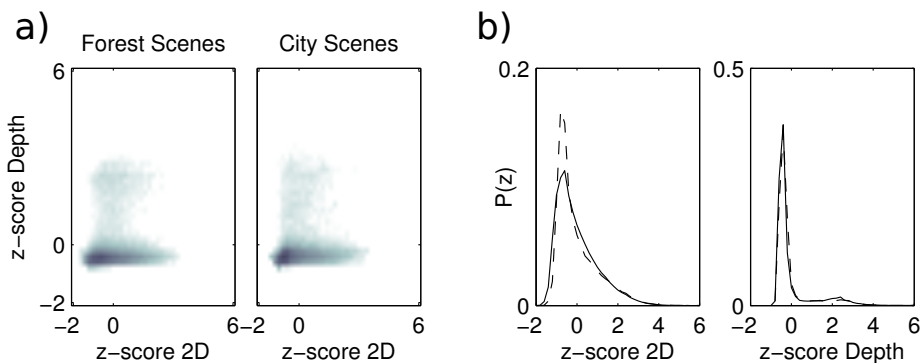 a)
Forest Scenes
City Scenes
6
0
−2
z−score Depth
−2 0 6
−2 0 6
z−score 2D
z−score 2D
b)
0.2
0
P(z)
−2 0 2 4 6
z−score 2D
0.5
0
−2 0 2 4 6
z−score Depth